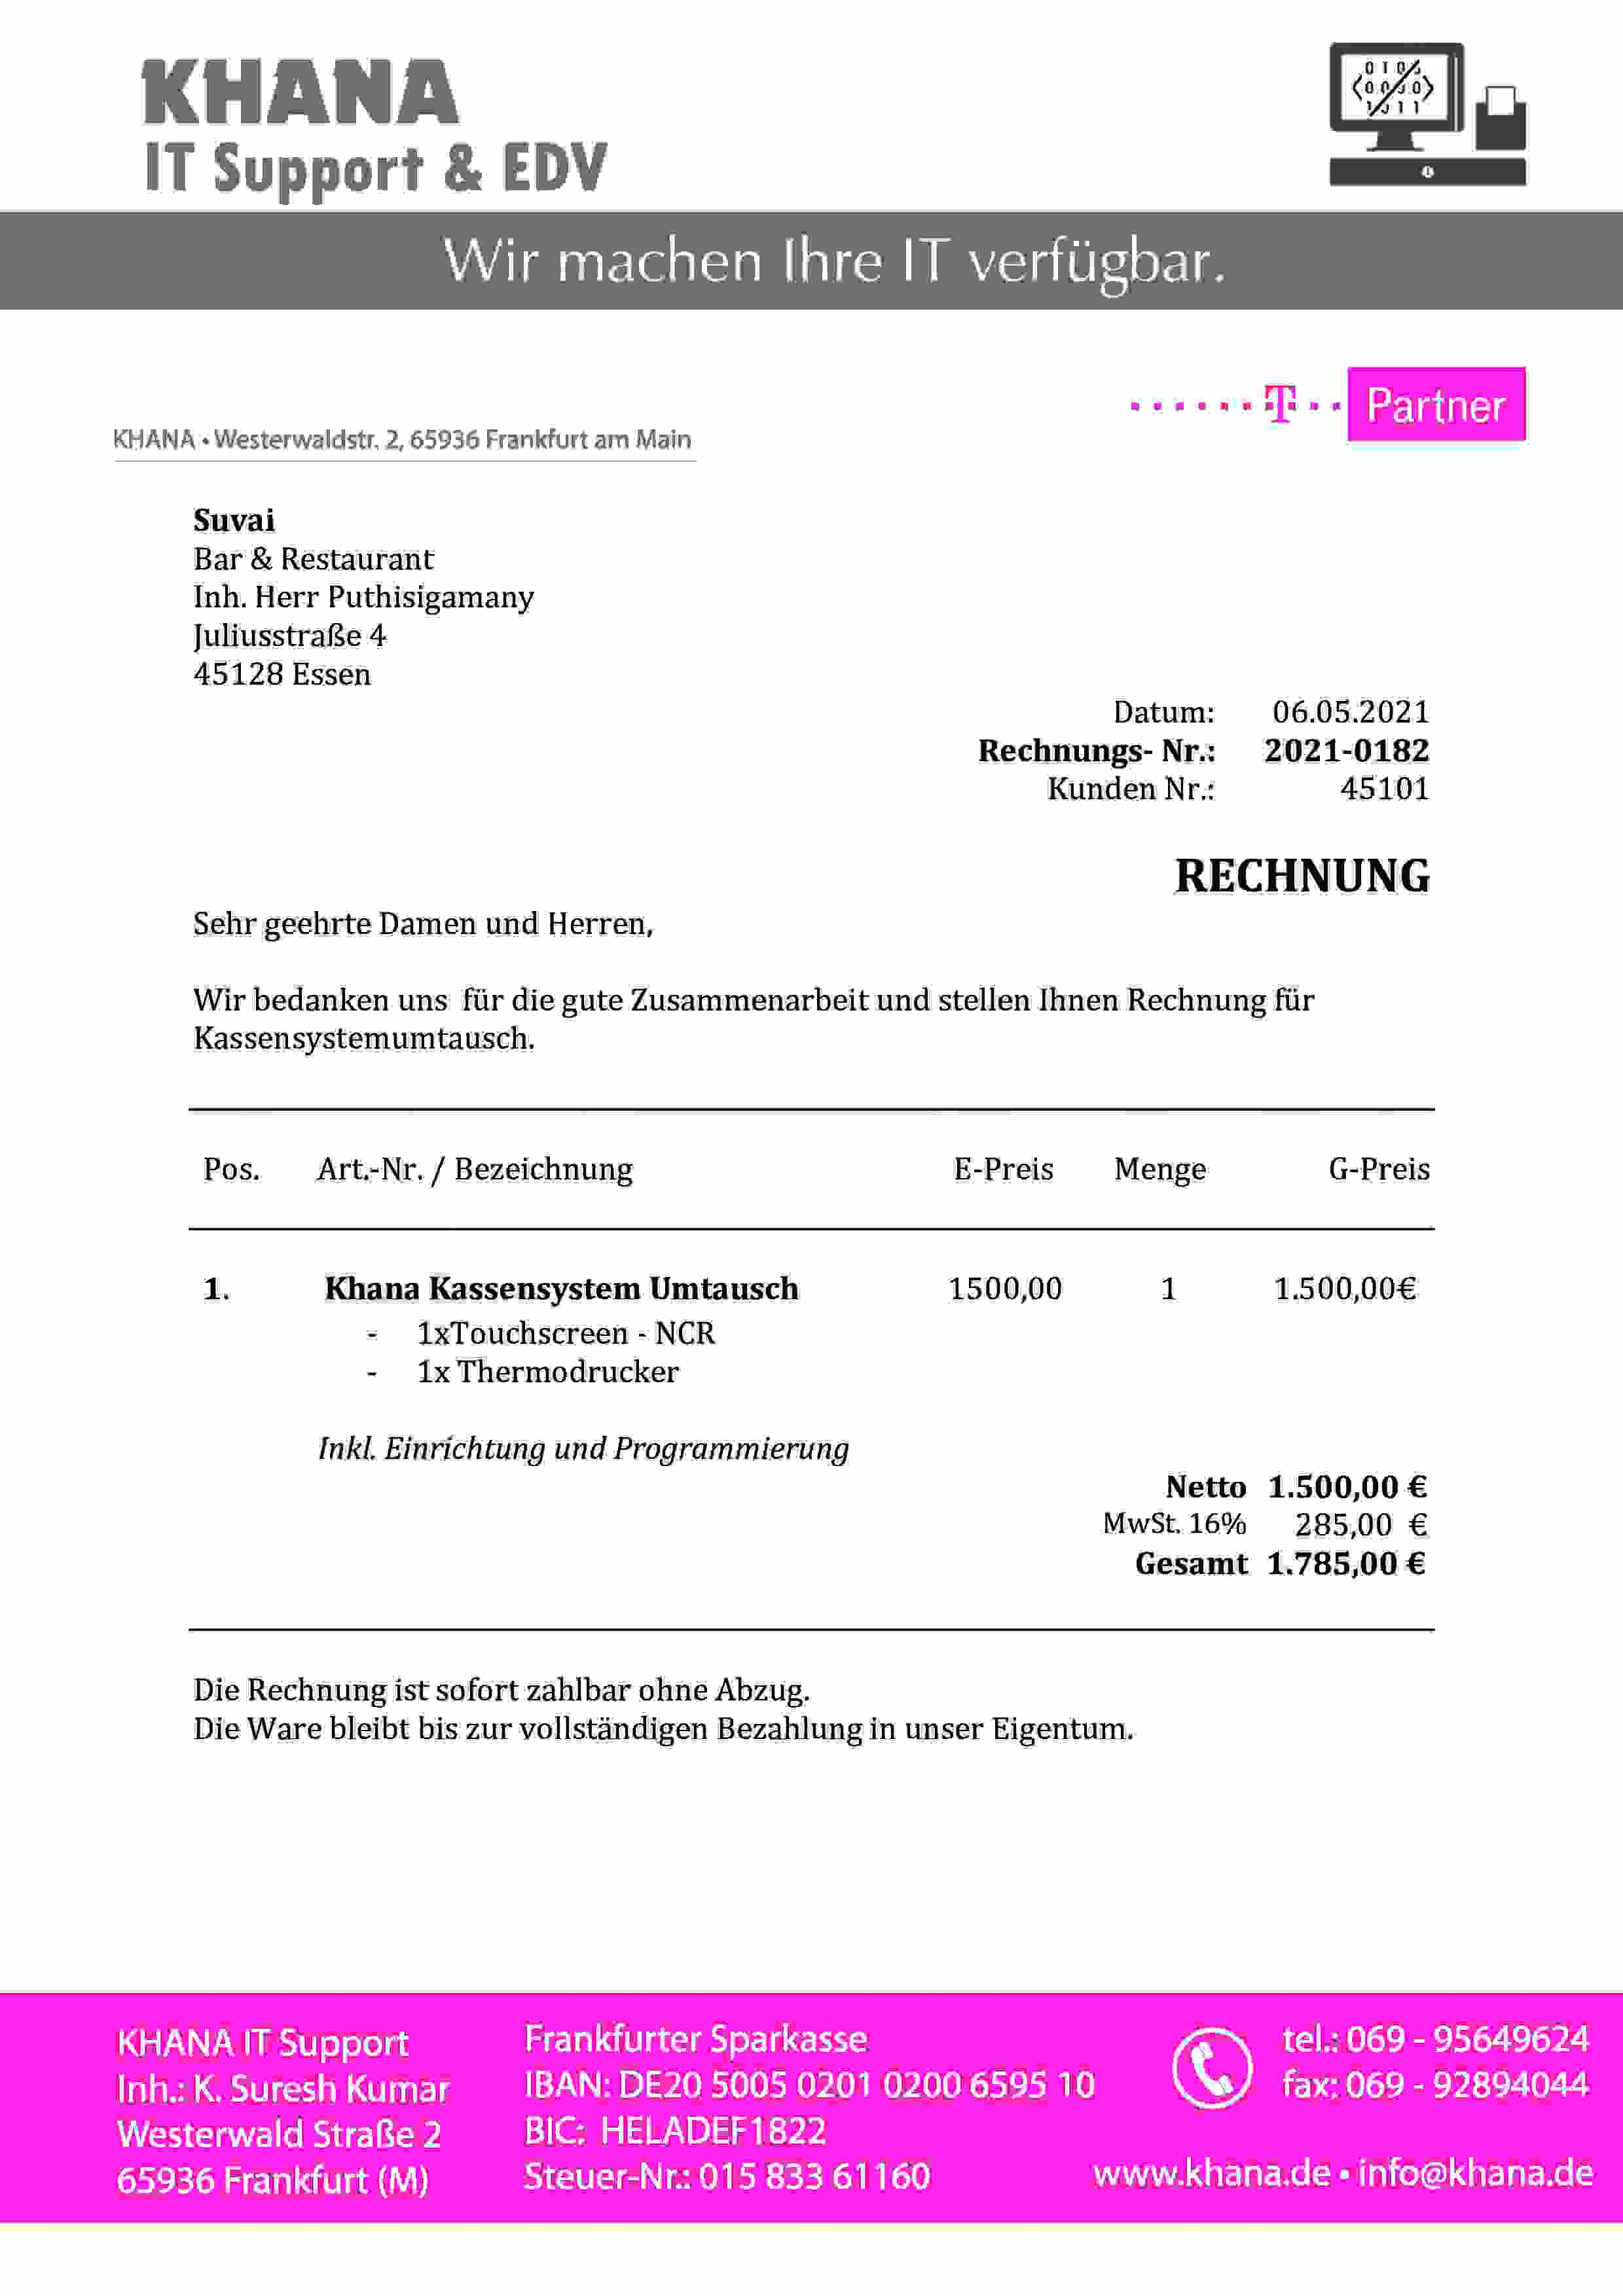 KHANA
IT Support & EDV
Wir machen Ihre IT verfügbar.
T Partner
KHANA • Westerwaldstr. 2, 65936 Frankfurt am Main
Suvai
Bar & Restaurant
Inh. Herr Puthisigamany
Juliusstraße 4
45128 Essen
Datum: 06.05.2021
Rechnungs- Nr.: 2021-0182
Kunden Nr.: 45101
RECHNUNG
Sehr geehrte Damen und Herren,
Wir bedanken uns für die gute Zusammenarbeit und stellen Ihnen Rechnung für
Kassensystemumtausch.
Pos. Art.-Nr. / Bezeichnung E-Preis Menge G-Preis
1. Khana Kassensystem Umtausch 1500,00 1 1.500,00€
- 1xTouchscreen - NCR
- 1x Thermodrucker
Inkl. Einrichtung und Programmierung
Netto 1.500,00 €
MwSt. 16% 285,00 €
Gesamt 1.785,00 €
Die Rechnung ist sofort zahlbar ohne Abzug.
Die Ware bleibt bis zur vollständigen Bezahlung in unser Eigentum.
KHANA IT Support
Inh.: K. Suresh Kumar
Westerwald Straße 2
65936 Frankfurt (M)
Frankfurter Sparkasse
IBAN: DE20 5005 0201 0200 6595 10
BIC: HELADEF1822
Steuer-Nr.: 015 833 61160
tel.: 069 - 95649624
fax: 069 - 92894044
www.khana.de • info@khana.de